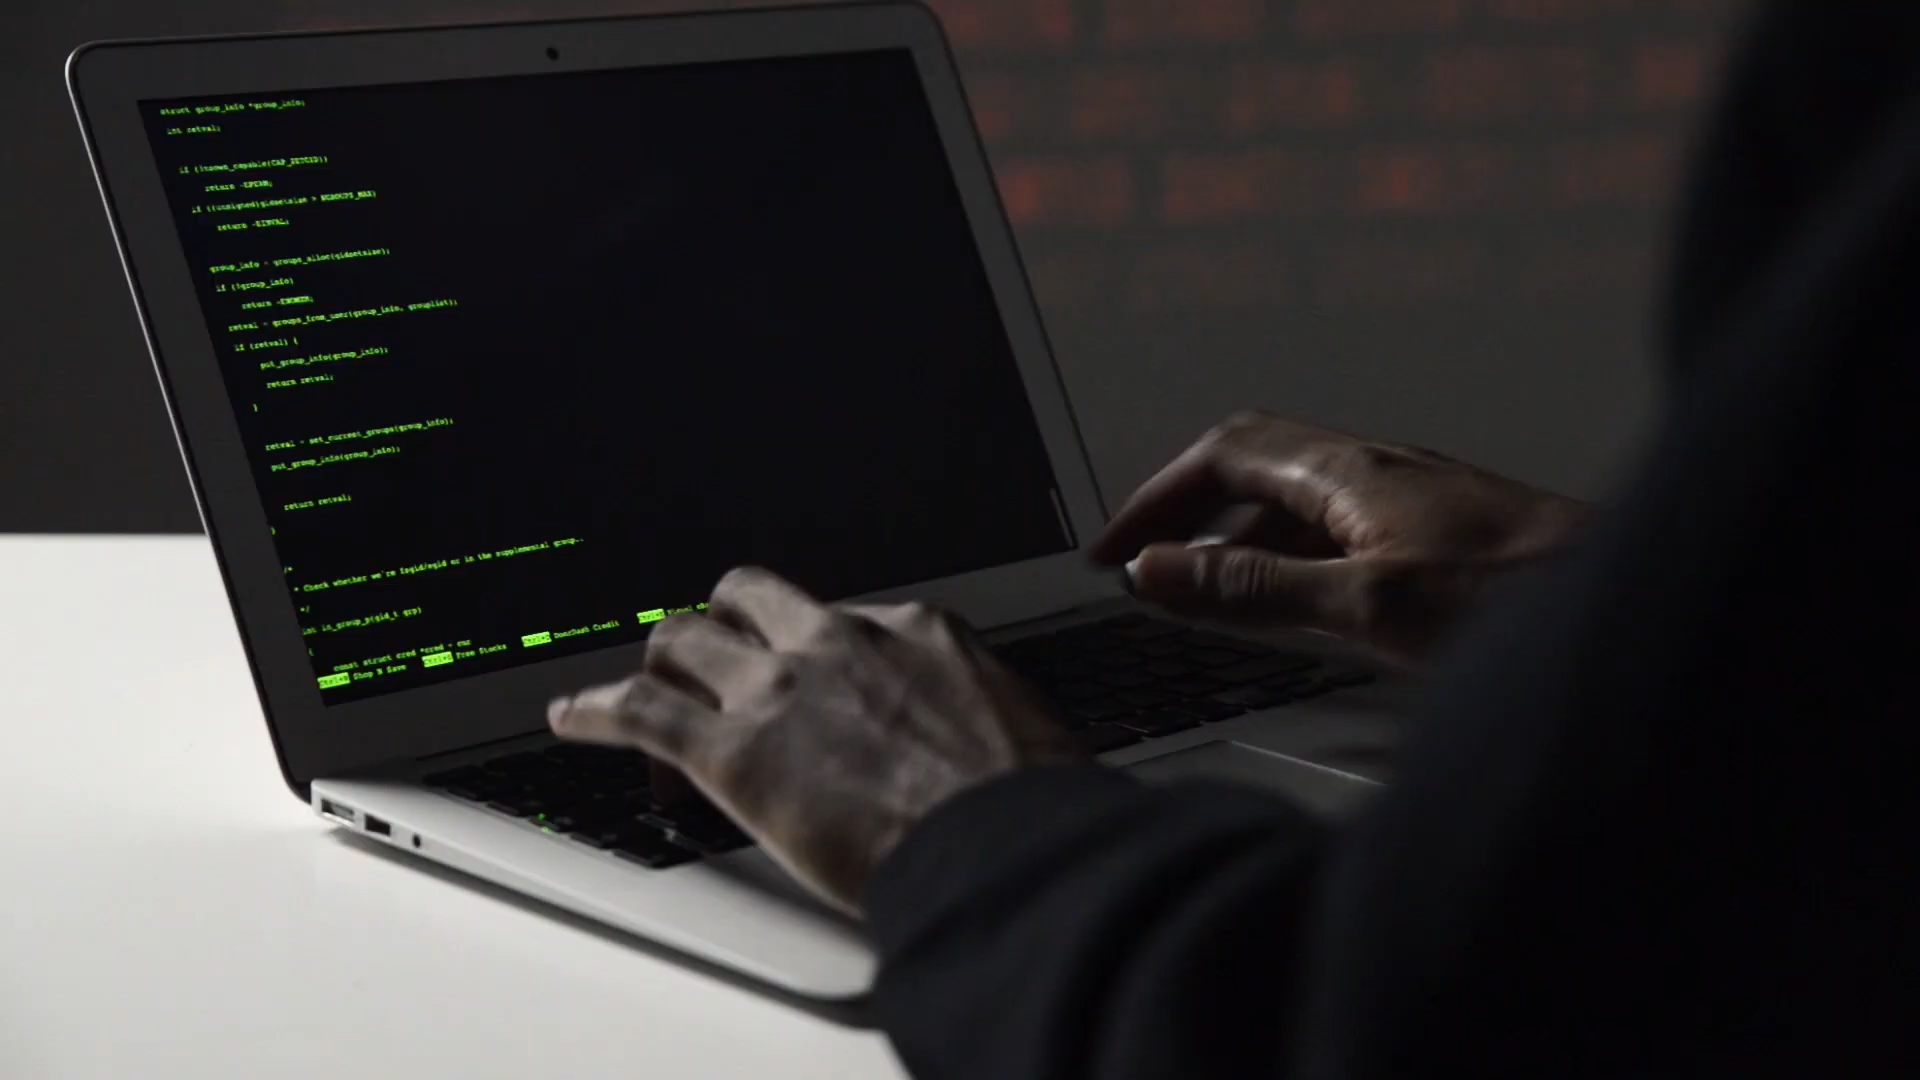 struct group_info *group_info;
int retval;
if (!nsown_capable(CAP_SETGID))
return -EPERM;
if ((unsigned)gidsetsize > NGROUPS_MAX)
return -EINVAL;
group_info = groups_alloc(gidsetsize);
if (!group_info)
return -ENOMEM;
retval = groups_from_user(group_info, grouplist);
if (retval) {
put_group_info(group_info);
return retval;
}
retval = set_current_groups(group_info);
put_group_info(group_info);
return retval;
}
/*
* Check whether we're fsgid/egid or in the supplemental group..
*/
int in_group_p(gid_t grp)
{
const struct cred *cred = cur
Shop N Save Free Stocks DoorDash Credit Visual